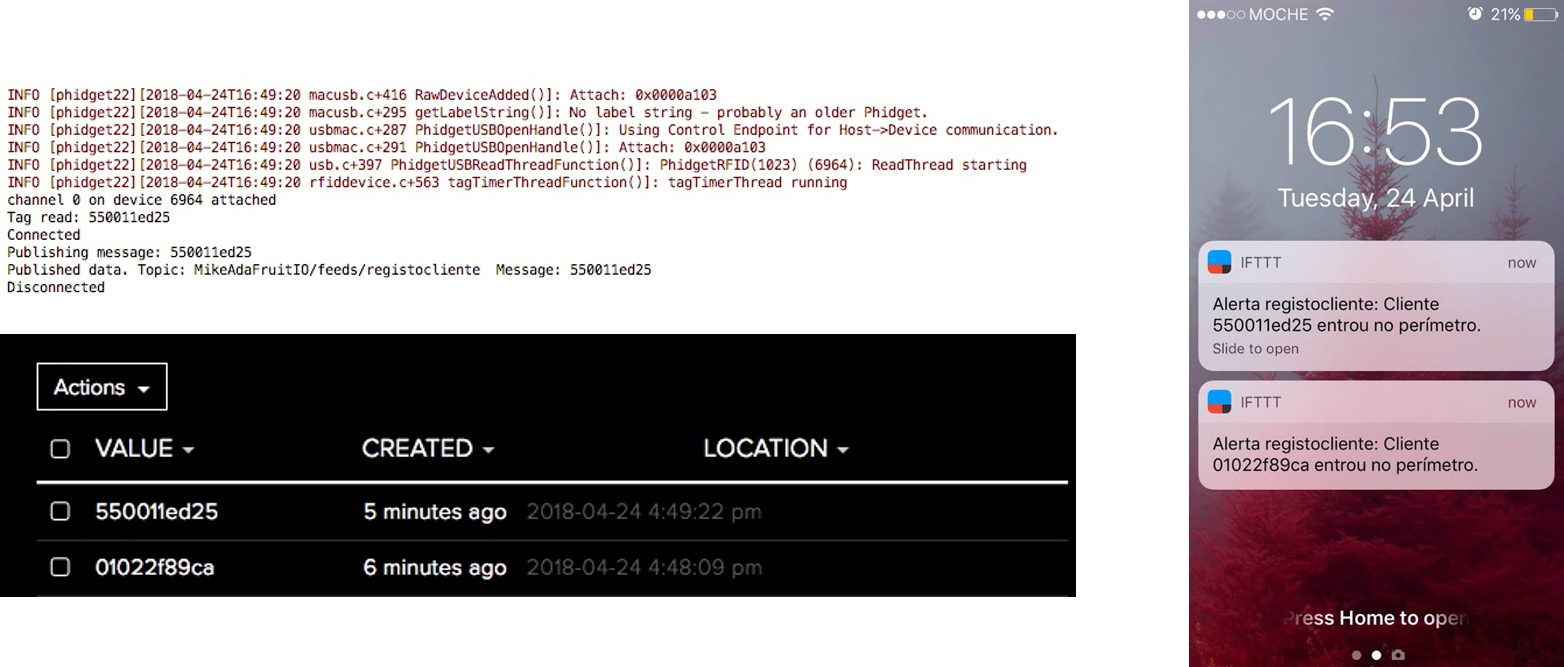 INFO [phidget22][2018-04-24T16:49:20 macusb.c+416 RawDeviceAdded()]: Attach: 0x0000a103
INFO [phidget22][2018-04-24T16:49:20 macusb.c+295 getLabelString()]: No label string – probably an older Phidget.
INFO [phidget22][2018-04-24T16:49:20 usbmac.c+287 PhidgetUSBOpenHandle()]: Using Control Endpoint for Host->Device communication.
INFO [phidget22][2018-04-24T16:49:20 usbmac.c+291 PhidgetUSBOpenHandle()]: Attach: 0x0000a103
INFO [phidget22][2018-04-24T16:49:20 usb.c+397 PhidgetUSBReadThreadFunction()]: PhidgetRFID(1023) (6964): ReadThread starting
INFO [phidget22][2018-04-24T16:49:20 rfiddevice.c+563 tagTimerThreadFunction()]: tagTimerThread running
channel 0 on device 6964 attached
Tag read: 550011ed25
Connected
Publishing message: 550011ed25
Published data. Topic: MikeAdaFruitIO/feeds/registocliente  Message: 550011ed25
Disconnected
Actions
VALUE CREATED LOCATION
550011ed25 5 minutes ago 2018-04-24 4:49:22 pm
01022f89ca 6 minutes ago 2018-04-24 4:48:09 pm
MOCHE 21%
16:53
Tuesday, 24 April
IFTTT now
Alerta registocliente: Cliente
550011ed25 entrou no perímetro.
Slide to open
IFTTT now
Alerta registocliente: Cliente
01022f89ca entrou no perímetro.
Press Home to open